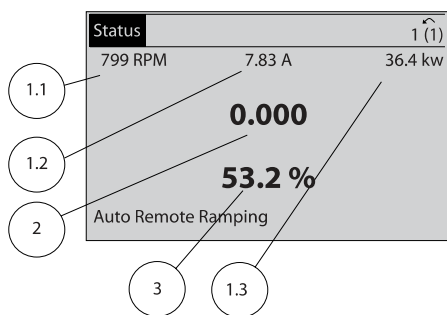 Status
1 (1)
799 RPM 7.83 A 36.4 kw
1.1
0.000
1.2
53.2 %
Auto Remote Ramping
2
3 1.3